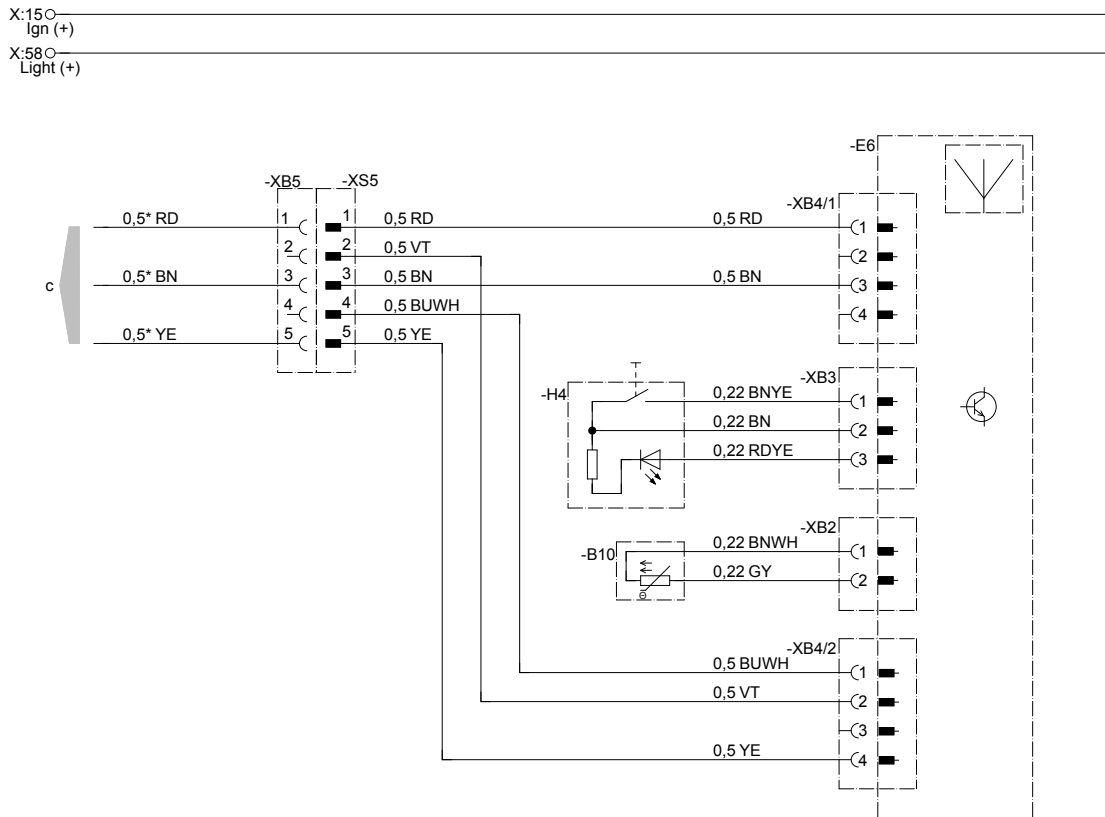 X:15
Ign (+)
X:58
Light (+)
-E6
-XB5 -XS5
-XB4/1
0,5* RD 1 1 0,5 RD 0,5 RD 1
2 2 0,5 VT 2
c 0,5* BN 3 3 0,5 BN 0,5 BN 3
4 4 0,5 BUWH 4
0,5* YE 5 5 0,5 YE
-XB3
-H4 0,22 BNYE 1
0,22 BN 2
0,22 RDYE 3
-XB2
-B10 0,22 BNWH 1
0,22 GY 2
-XB4/2
0,5 BUWH 1
0,5 VT 2
3
0,5 YE 4